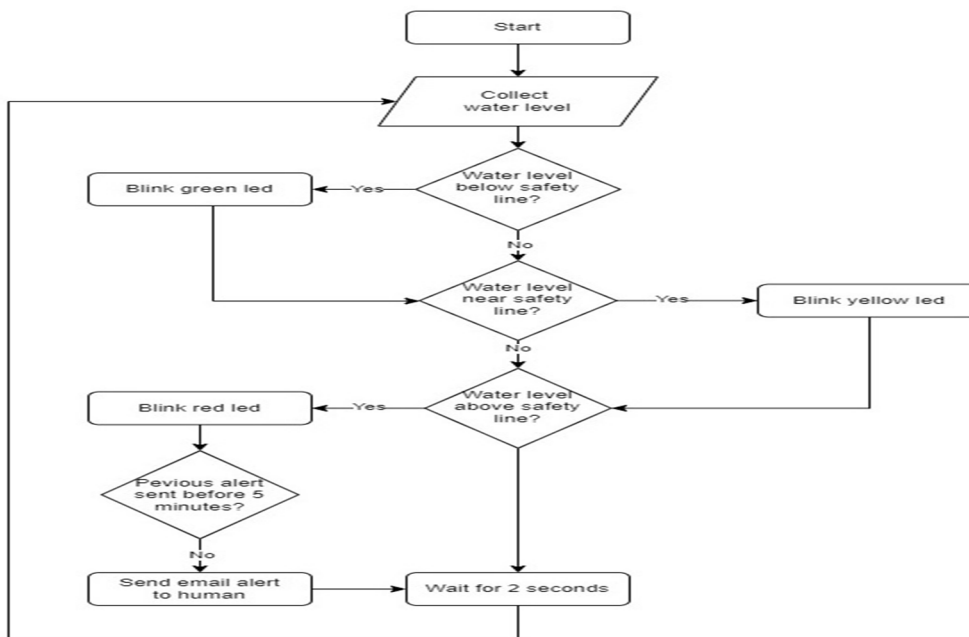 Start
Collect
water level
Water level
below safety
line?
Yes
Blink green led
No
Water level
near safety
line?
Yes
Blink yellow led
No
Water level
above safety
line?
Yes
Blink red led
Pevious alert
sent before 5
minutes?
No
Send email alert
to human
Wait for 2 seconds